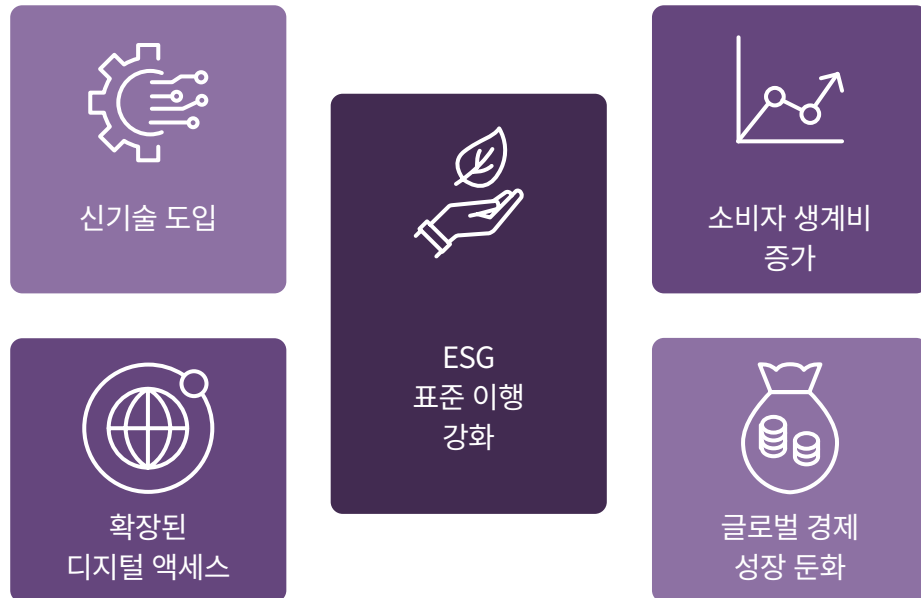 신기술 도입
확장된
디지털 액세스
ESG
표준 이행
강화
소비자 생계비
증가
글로벌 경제
성장 둔화